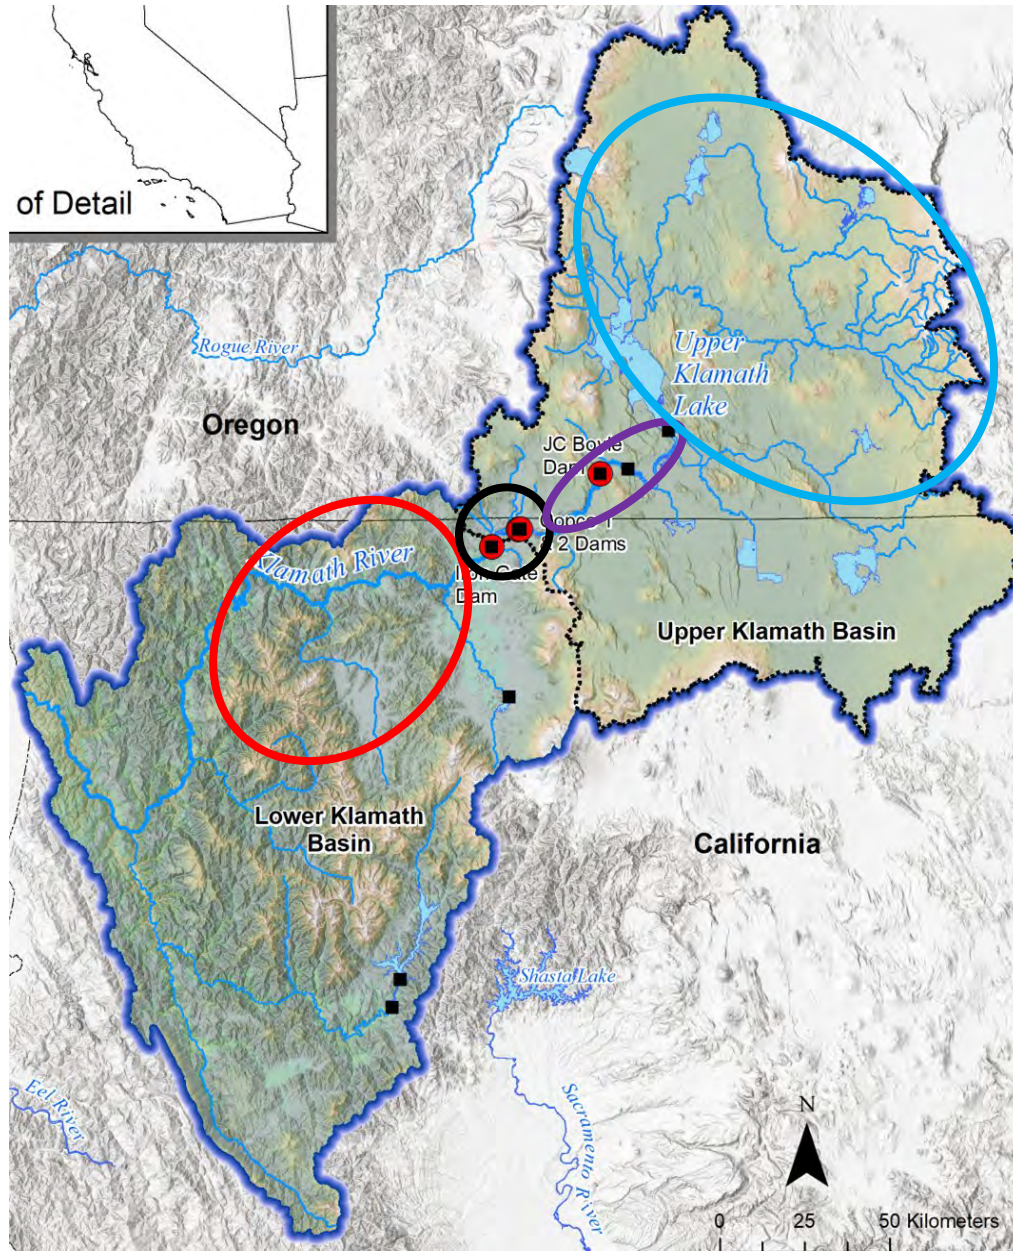 of Detail
Rogue River
Oregon
Upper
Klamath
Lake
JC Boyle
Dam
Copco 1
& 2 Dams
Klamath River
Iron Gate
Dam
Upper Klamath Basin
Lower Klamath
Basin
California
Shasta Lake
Eel River
Sacramento River
N
0 25 50 Kilometers